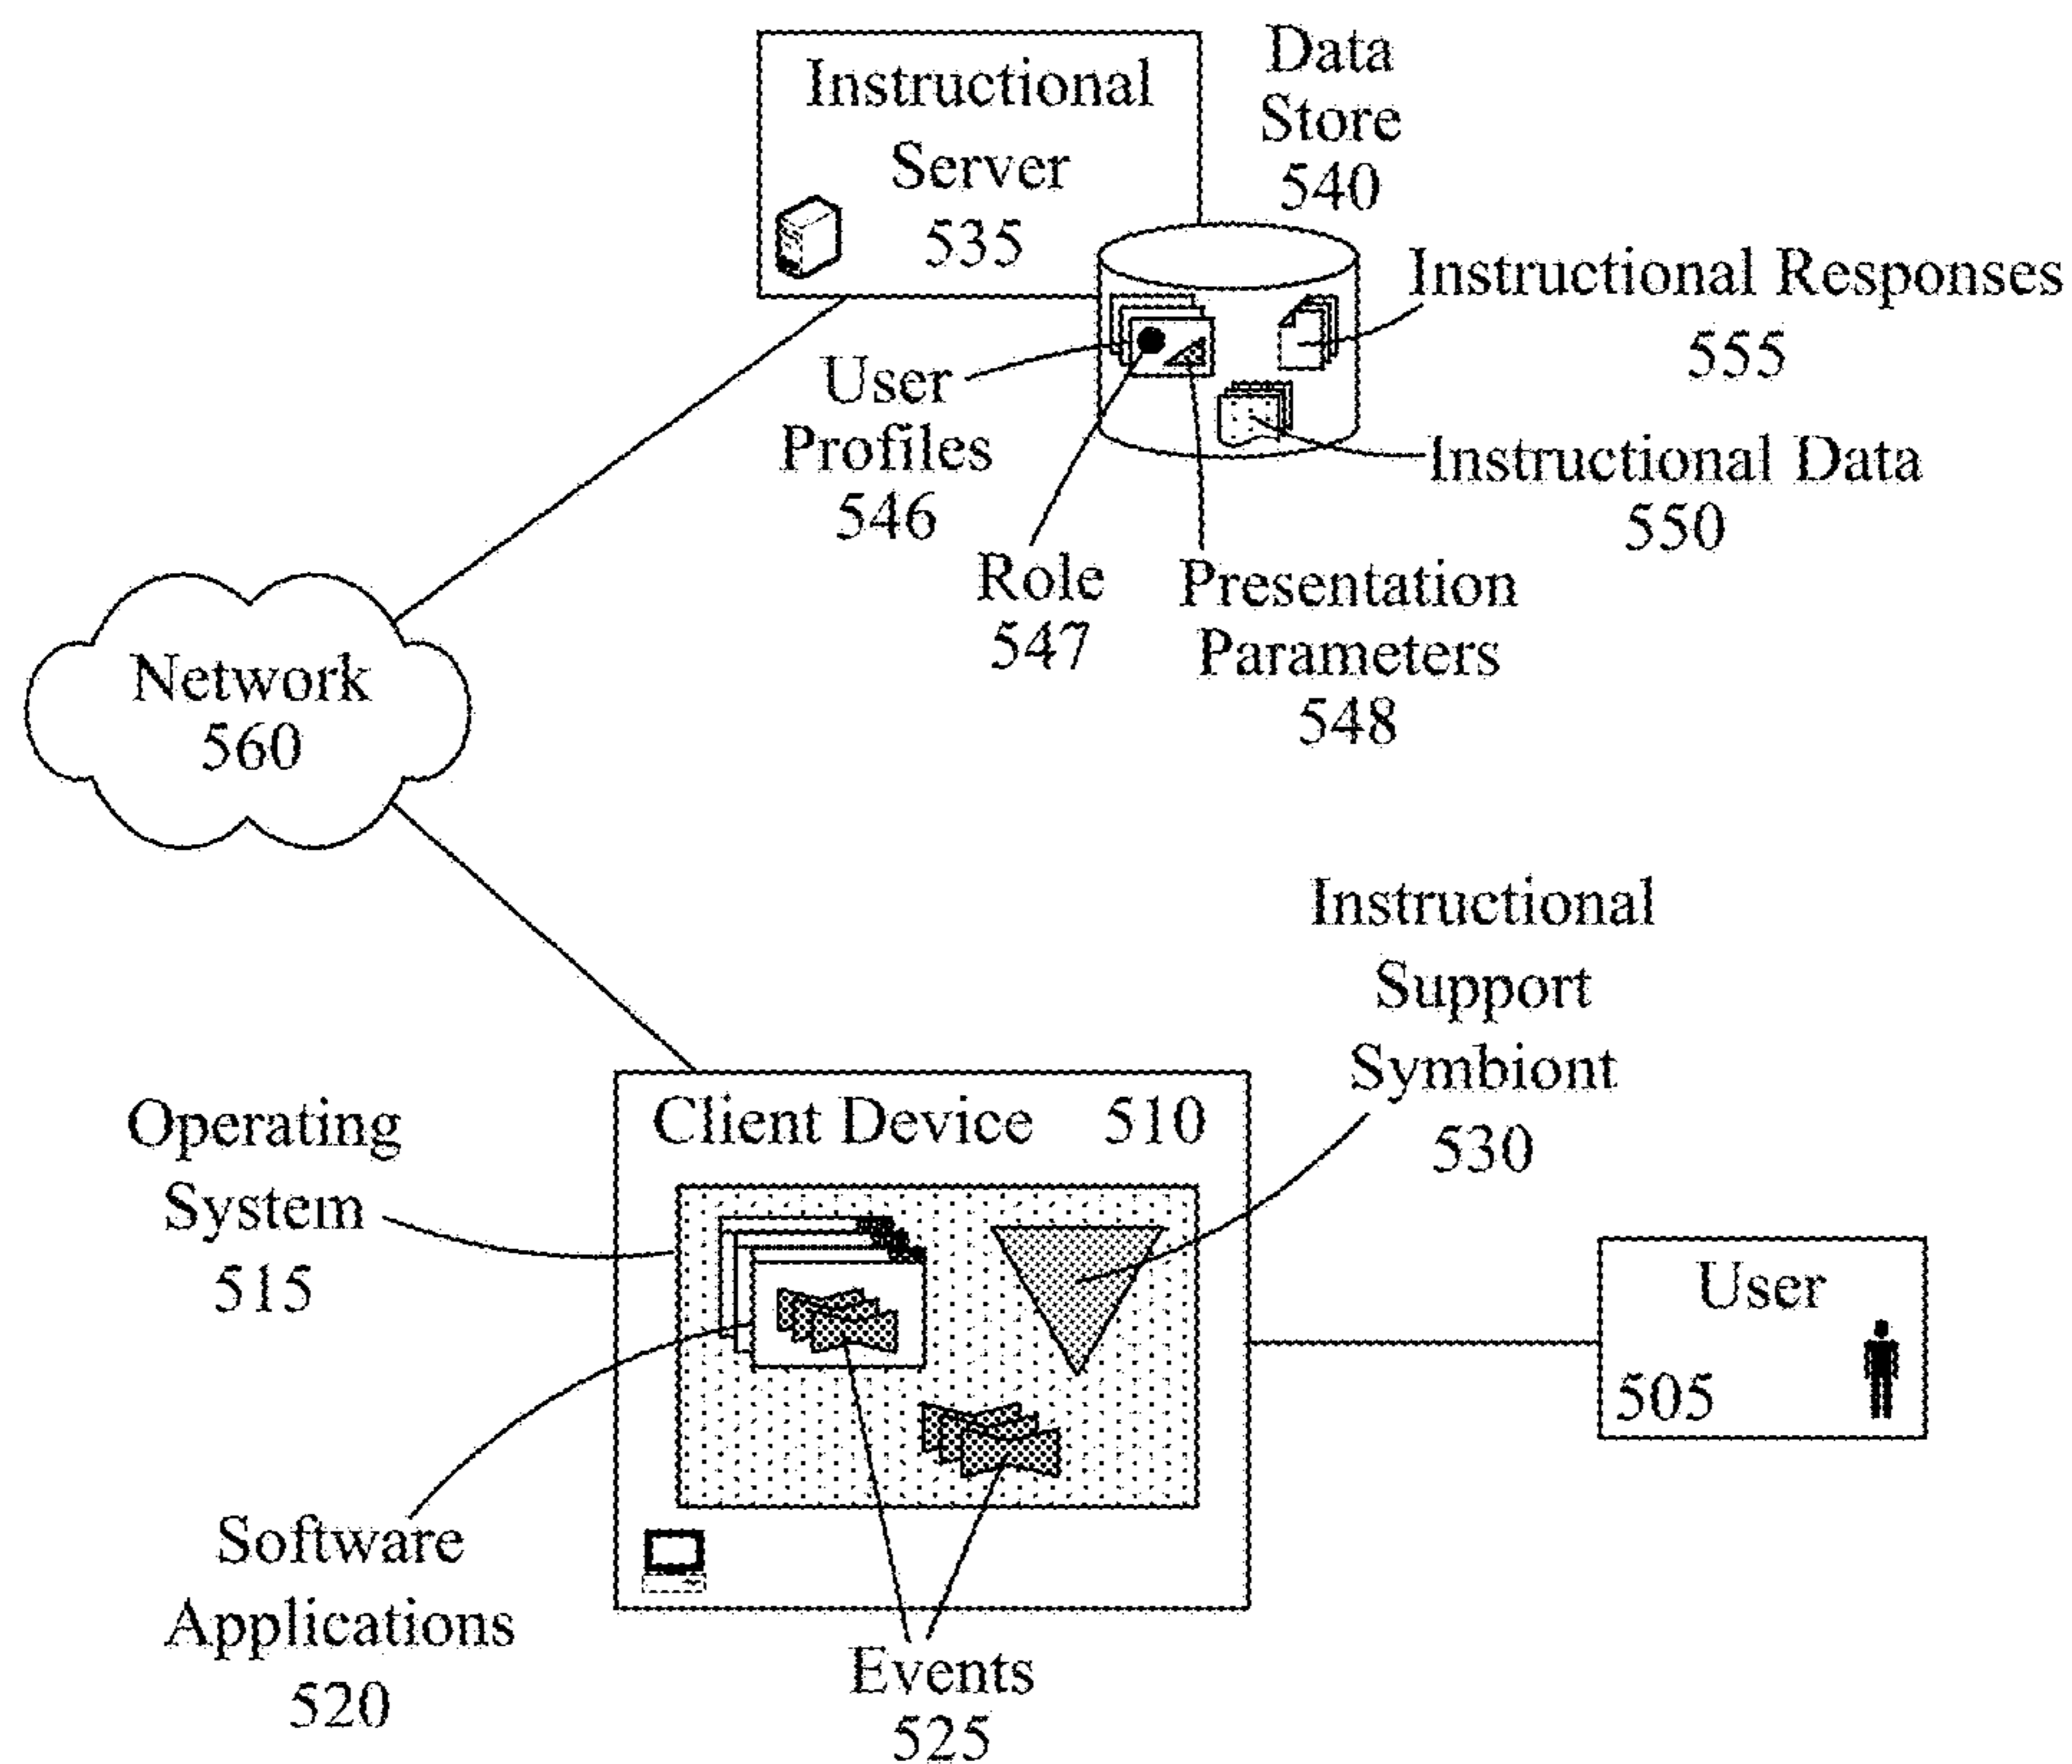 Instructional
Server
535
Data
Store
540
Instructional Responses
555
User
Profiles
546
Instructional Data
550
Role
547
Presentation
Parameters
548
Network
560
Instructional
Support
Symbiont
530
Operating
System
515
Client Device 510
User
505
Software
Applications
520
Events
525